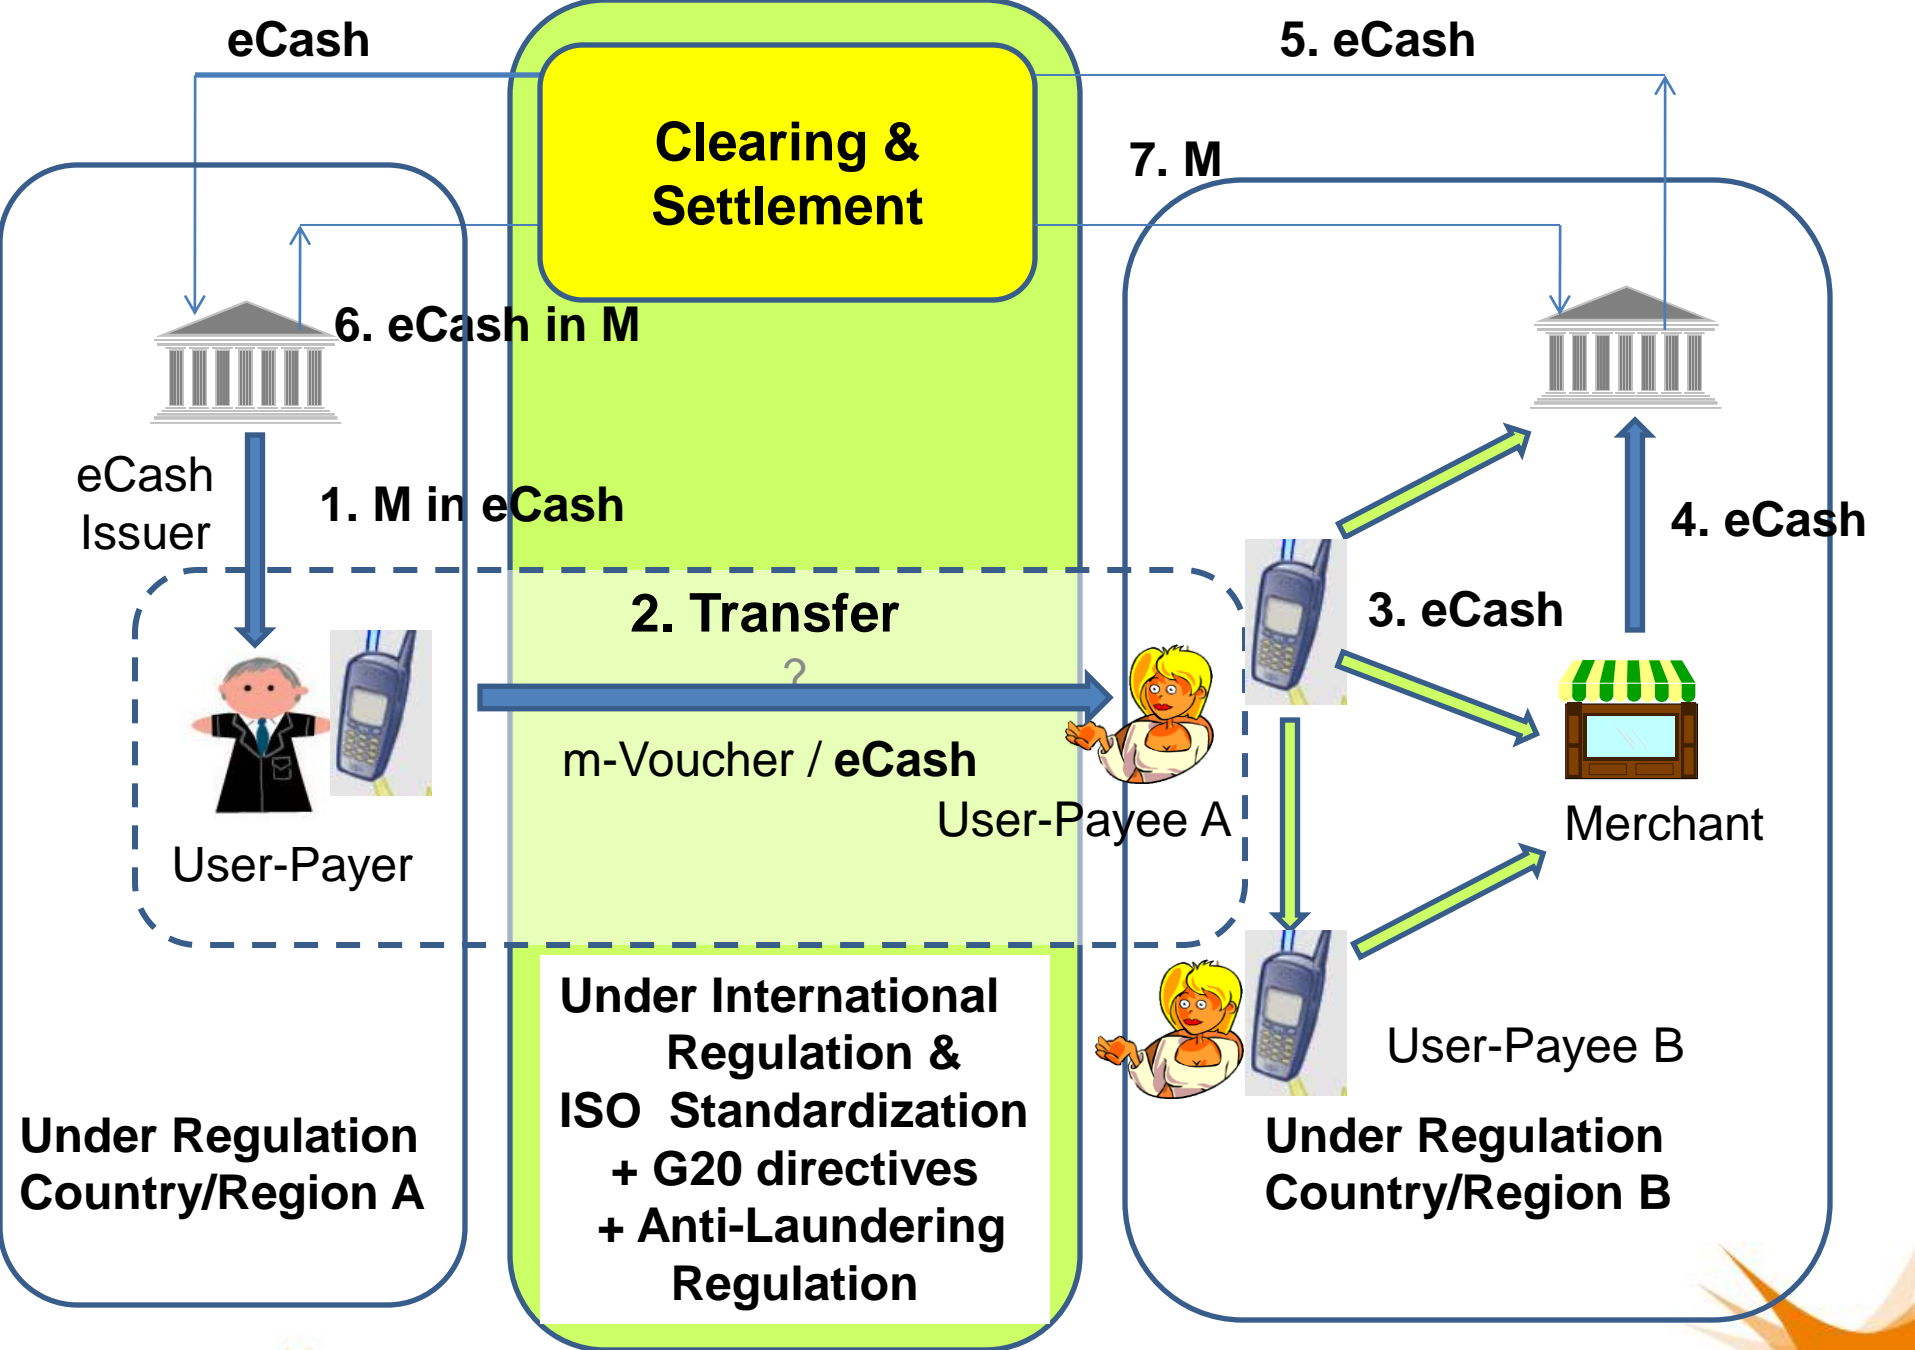 eCash
5. eCash
Clearing &
Settlement
7. M
6. eCash in M
eCash
Issuer
1. M in eCash
4. eCash
2. Transfer
?
3. eCash
m-Voucher / eCash
User-Payee A
Merchant
User-Payer
Under International
Regulation &
ISO Standardization
+ G20 directives
+ Anti-Laundering
Regulation
User-Payee B
Under Regulation
Country/Region A
Under Regulation
Country/Region B